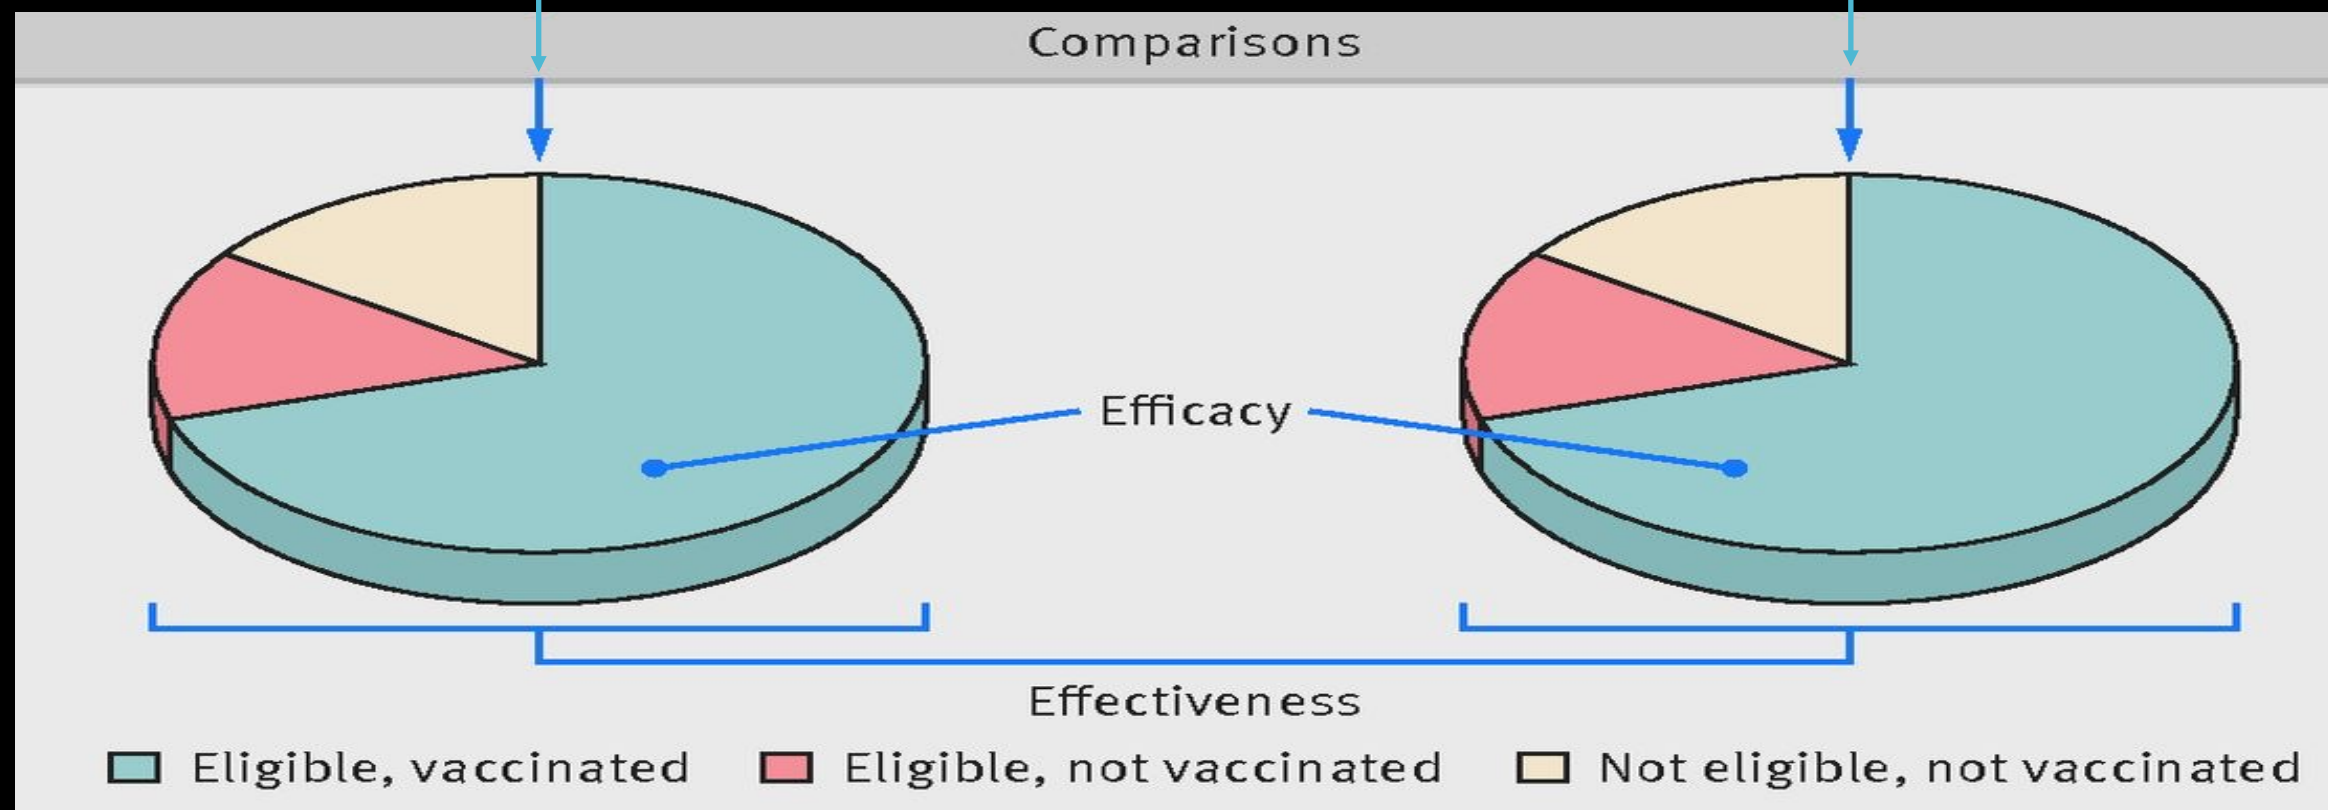 Comparisons
Efficacy
Effectiveness
Eligible, vaccinated
Eligible, not vaccinated
Not eligible, not vaccinated